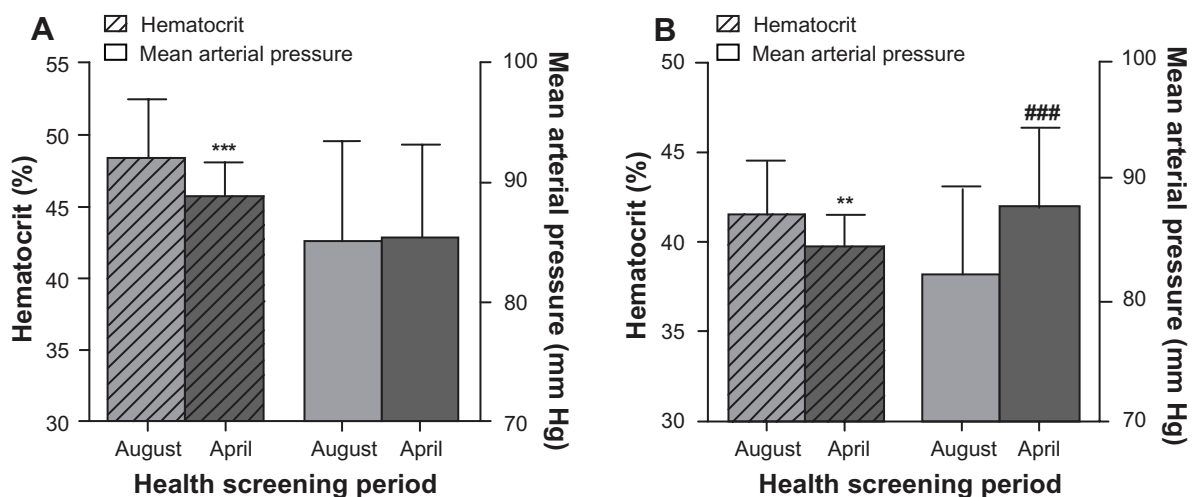 A
Hematocrit
Mean arterial pressure
Hematocrit (%)
55
50
45
40
35
30
***
100
90
80
70
Mean arterial pressure (mm Hg)
August April August April
Health screening period
B
Hematocrit
Mean arterial pressure
Hematocrit (%)
50
45
40
35
30
**
###
100
90
80
70
Mean arterial pressure (mm Hg)
August April August April
Health screening period